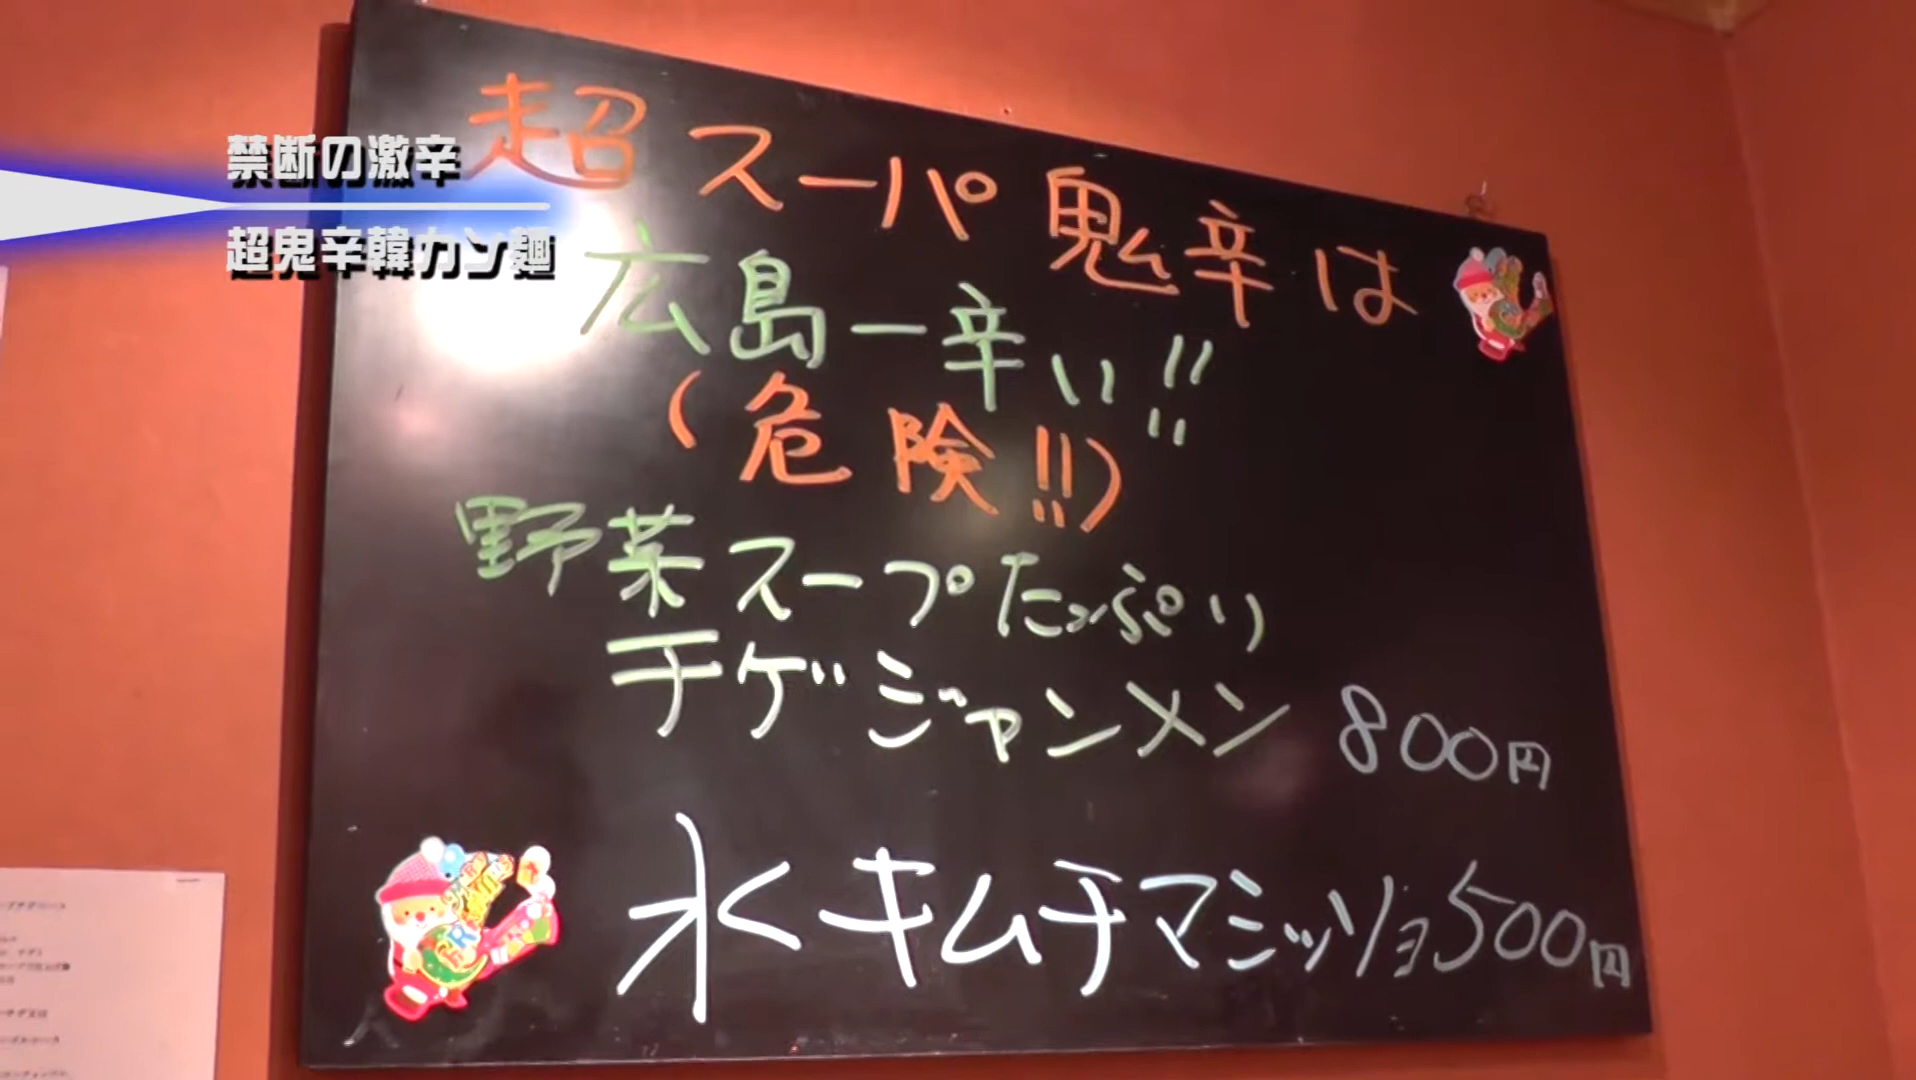 禁断の激辛
超鬼辛韓カン麺
超スーパ鬼辛は
広島一辛い!!
(危険!!)
野菜スープたっぷり
チゲジャンメン 800円
水キムチマシッソヨ500円